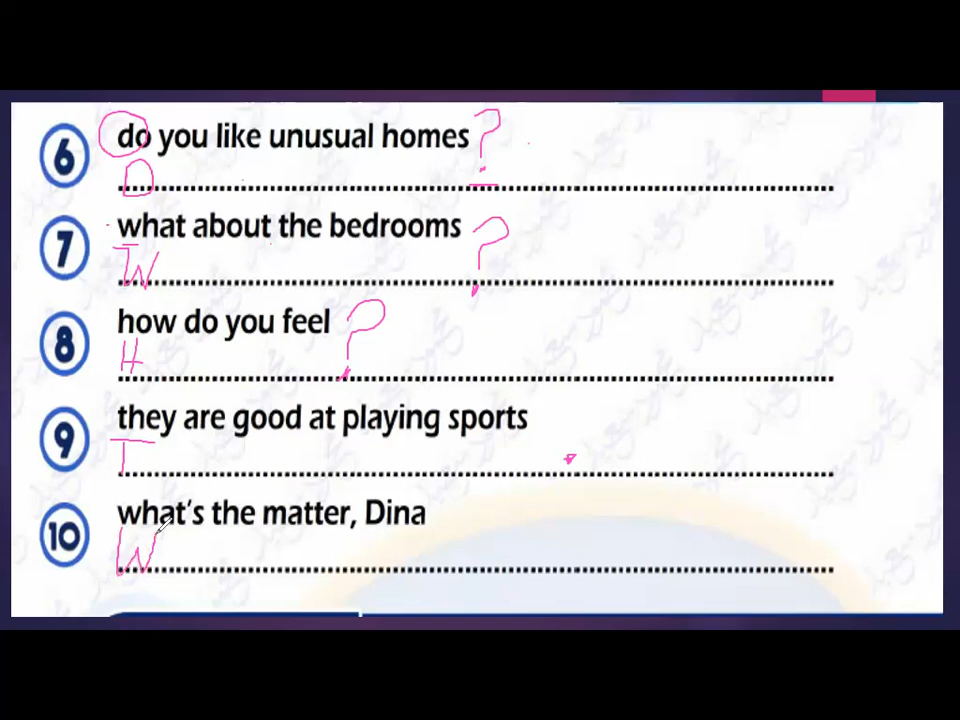 6 do you like unusual homes ?
D
7 what about the bedrooms ?
W
8 how do you feel ?
H
9 they are good at playing sports
T .
10 what's the matter, Dina
W